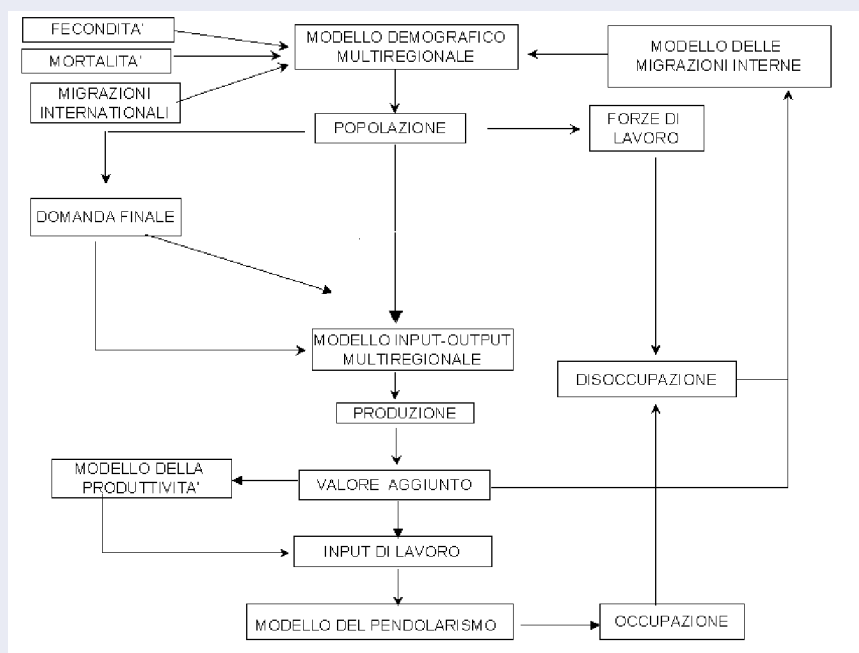 FECONDITA'
MORTALITA'
MIGRAZIONI
INTERNATIONALI
MODELLO DEMOGRAFICO
MULTIREGIONALE
MODELLO DELLE
MIGRAZIONI INTERNE
POPOLAZIONE
FORZE DI
LAVORO
DOMANDA FINALE
MODELLO INPUT-OUTPUT
MULTIREGIONALE
DISOCCUPAZIONE
PRODUZIONE
MODELLO DELLA
PRODUTTIVITA'
VALORE AGGIUNTO
INPUT DI LAVORO
MODELLO DEL PENDOLARISMO
OCCUPAZIONE